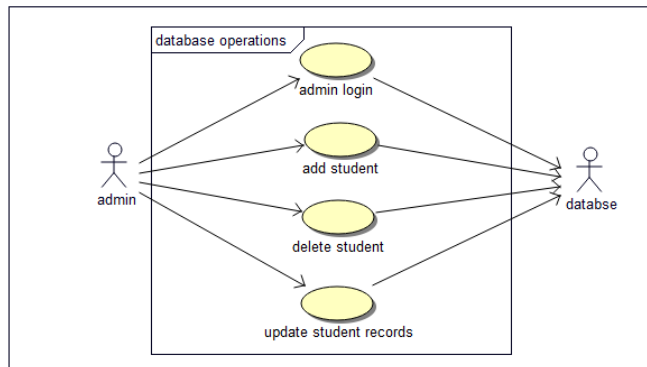 database operations
admin login
add student
admin
databse
delete student
update student records